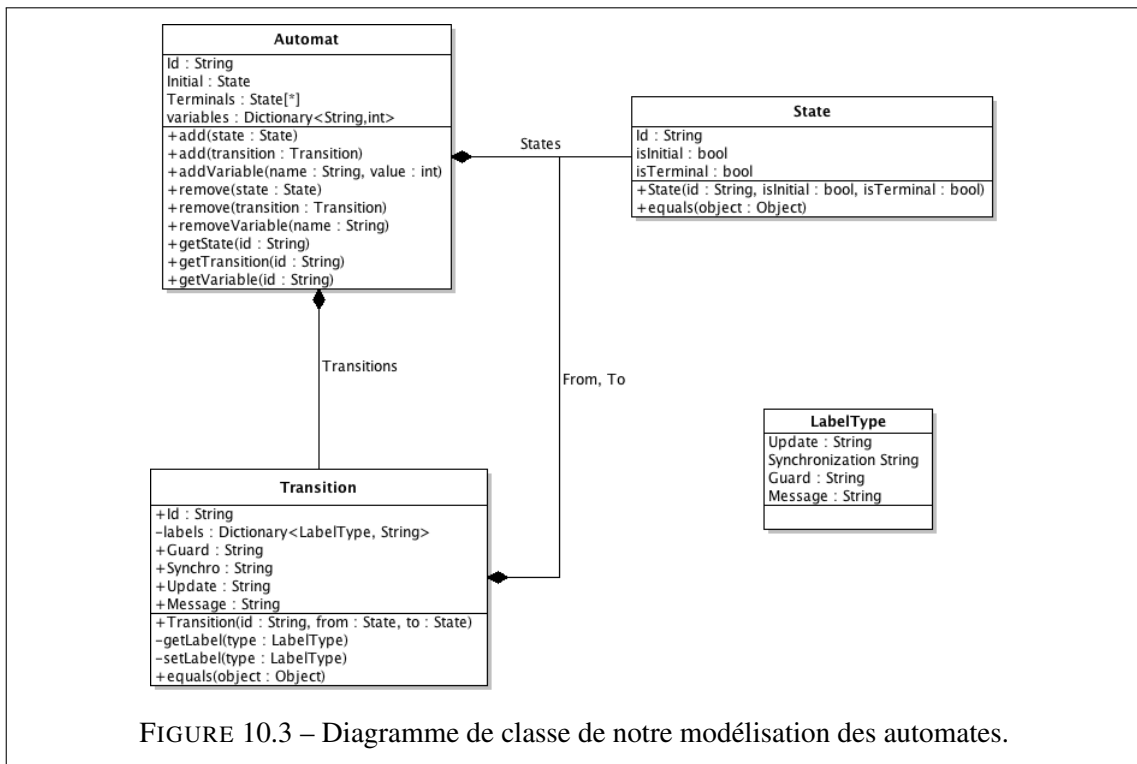 Automat
Id : String
Initial : State
Terminals : State[*]
variables : Dictionary<String,int>
+add(state : State)
+add(transition : Transition)
+addVariable(name : String, value : int)
+remove(state : State)
+remove(transition : Transition)
+removeVariable(name : String)
+getState(id : String)
+getTransition(id : String)
+getVariable(id : String)
States
State
Id : String
isInitial : bool
isTerminal : bool
+State(id : String, isInitial : bool, isTerminal : bool)
+equals(object : Object)
Transitions
From, To
LabelType
Update : String
Synchronization String
Guard : String
Message : String
Transition
+Id : String
-labels : Dictionary<LabelType, String>
+Guard : String
+Synchro : String
+Update : String
+Message : String
+Transition(id : String, from : State, to : State)
-getLabel(type : LabelType)
-setLabel(type : LabelType)
+equals(object : Object)
FIGURE 10.3 – Diagramme de classe de notre modélisation des automates.